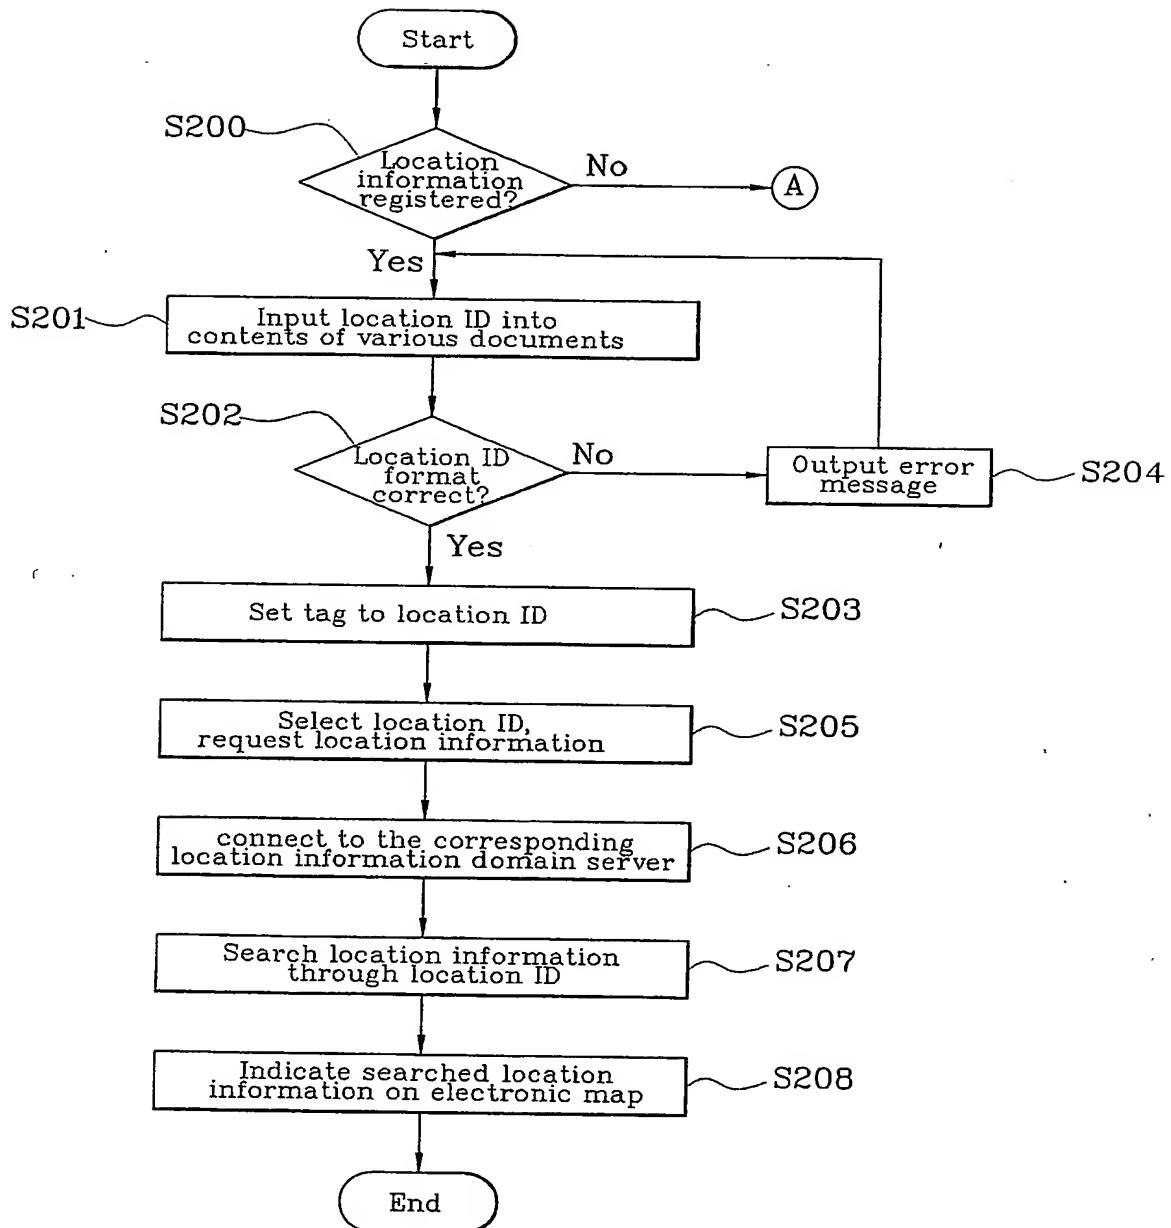 Start
S200
Location
information
registered?
No
A
Yes
S201
Input location ID into
contents of various documents
S202
Location ID
format
correct?
No
Output error
message
S204
Yes
Set tag to location ID
S203
Select location ID,
request location information
S205
connect to the corresponding
location information domain server
S206
Search location information
through location ID
S207
Indicate searched location
information on electronic map
S208
End